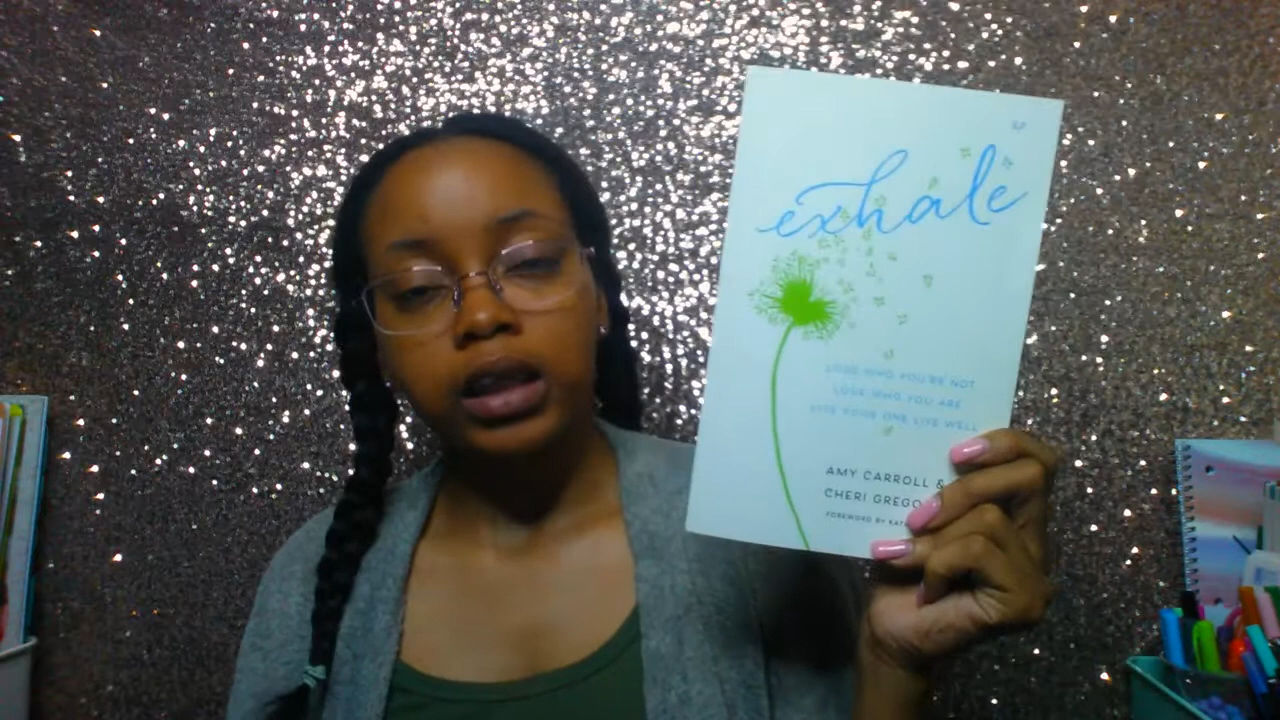 exhale
LOSE WHO YOU'RE NOT
LOVE WHO YOU ARE
LIVE YOUR ONE LIFE WELL
AMY CARROLL &
CHERI GREGO
FOREWORD BY